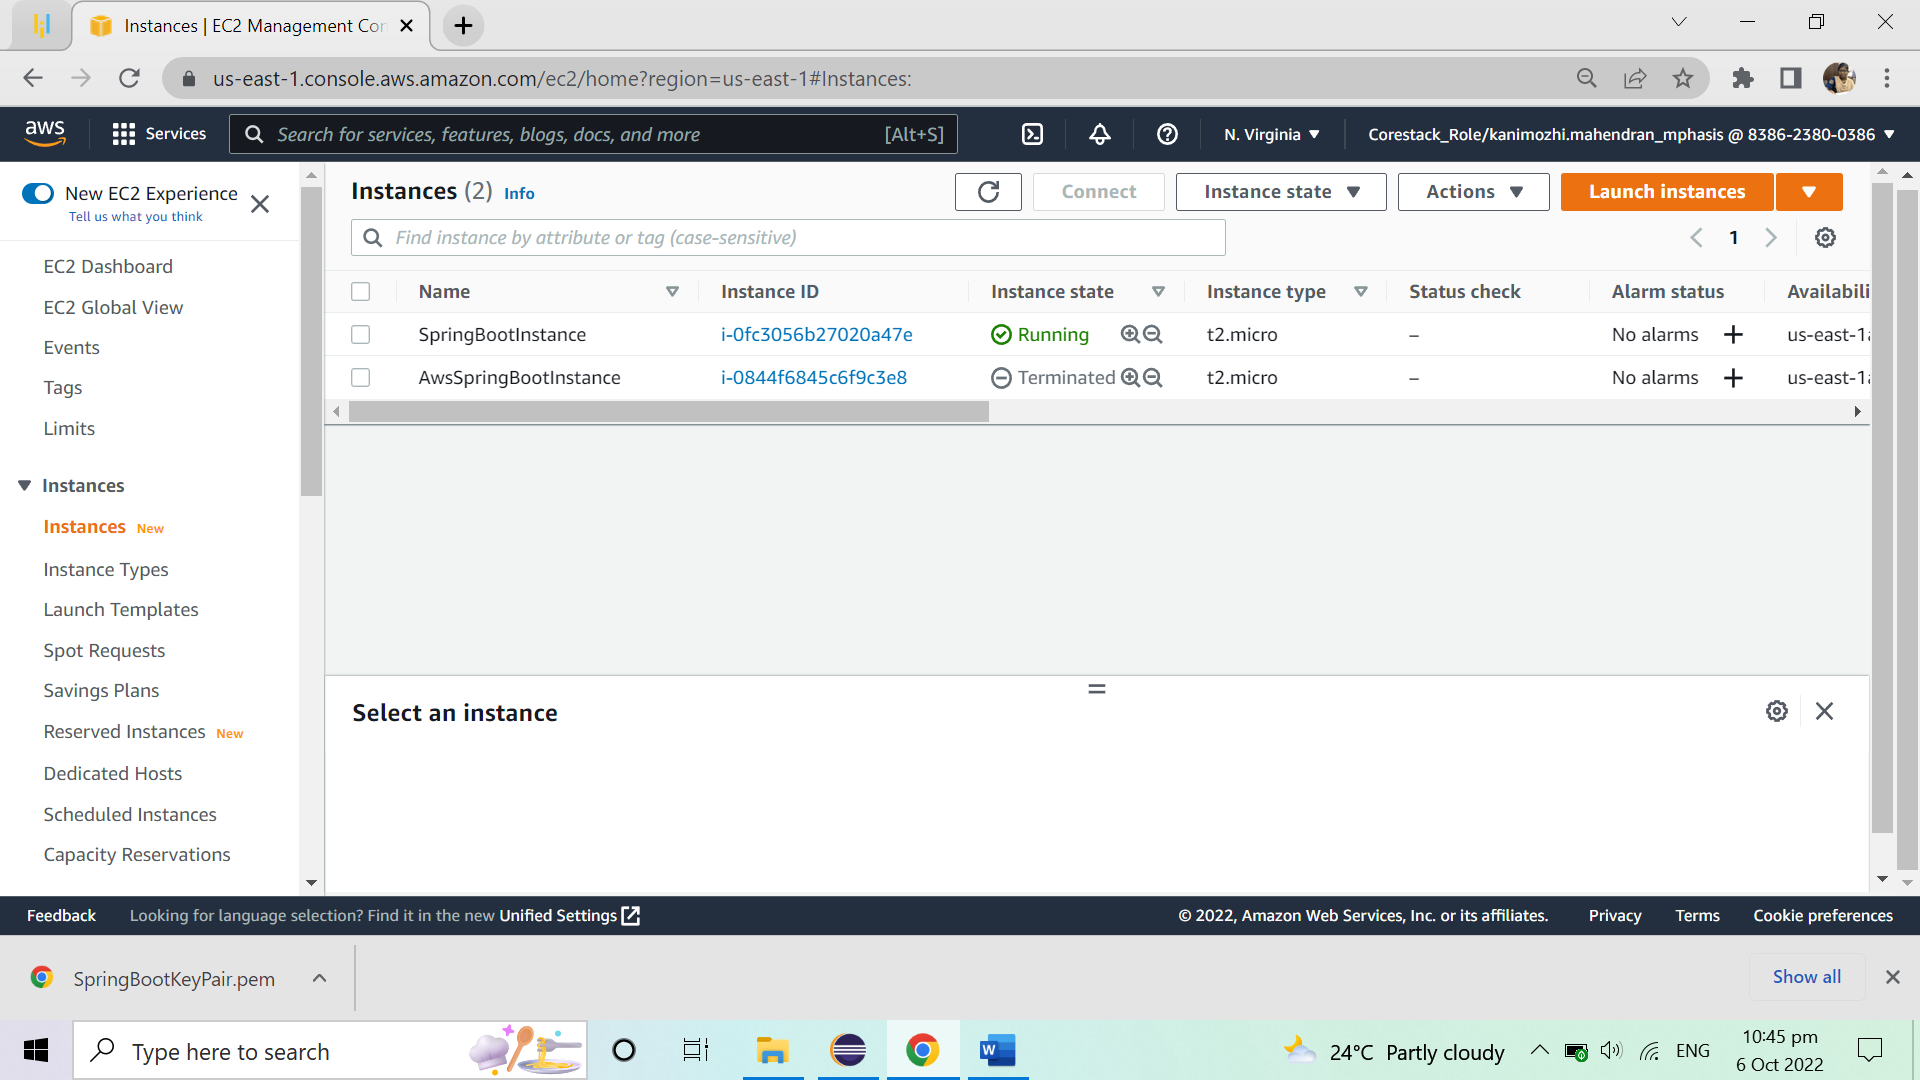 Instances | EC2 Management Con
us-east-1.console.aws.amazon.com/ec2/home?region=us-east-1#Instances:
aws
Services
Search for services, features, blogs, docs, and more
[Alt+S]
N. Virginia
Corestack_Role/kanimozhi.mahendran_mphasis @ 8386-2380-0386
New EC2 Experience
Tell us what you think
EC2 Dashboard
EC2 Global View
Events
Tags
Limits
Instances
Instances New
Instance Types
Launch Templates
Spot Requests
Savings Plans
Reserved Instances New
Dedicated Hosts
Scheduled Instances
Capacity Reservations
Instances (2) Info
Connect
Instance state
Actions
Launch instances
Find instance by attribute or tag (case-sensitive)
1
Name Instance ID Instance state Instance type Status check Alarm status Availabili
SpringBootInstance i-0fc3056b27020a47e Running t2.micro – No alarms + us-east-1a
AwsSpringBootInstance i-0844f6845c6f9c3e8 Terminated t2.micro – No alarms + us-east-1a
Select an instance
Feedback Looking for language selection? Find it in the new Unified Settings
© 2022, Amazon Web Services, Inc. or its affiliates. Privacy Terms Cookie preferences
SpringBootKeyPair.pem
Show all
Type here to search
24°C Partly cloudy
ENG
10:45 pm
6 Oct 2022